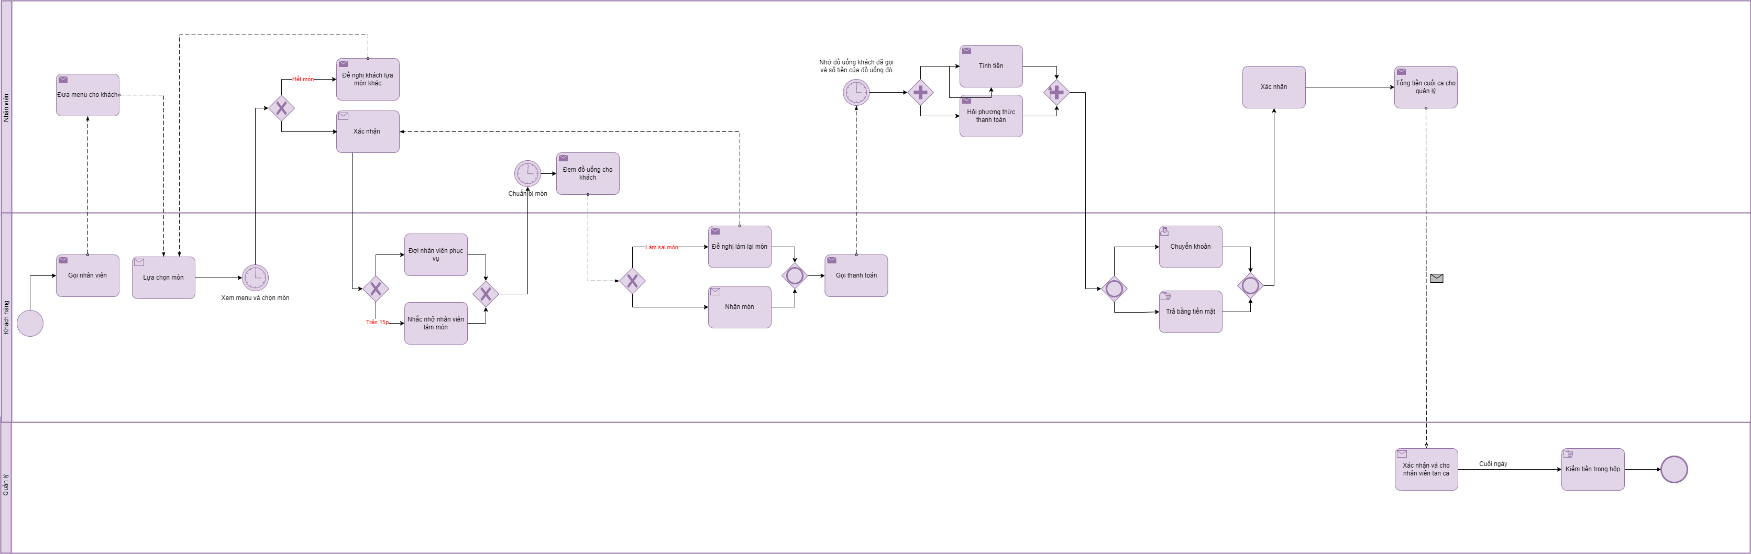 Nhân viên
Đưa menu cho khách
Hết món
Đề nghị khách lựa
món khác
Xác nhận
Chuẩn bị món
Đem đồ uống cho
khách
Nhớ đồ uống khách đã gọi
và số tiền của đồ uống đó
Tính tiền
Hỏi phương thức
thanh toán
Xác nhận
Tổng tiền cuối ca cho
quản lý
Khách hàng
Gọi nhân viên
Lựa chọn món
Xem menu và chọn món
Đợi nhân viên phục
vụ
Trên 15p
Nhắc nhở nhân viên
làm món
Làm sai món
Đề nghị làm lại món
Nhận món
Gọi thanh toán
Chuyển khoản
Trả bằng tiền mặt
Quản lý
Xác nhận và cho
nhân viên tan ca
Cuối ngày
Kiểm tiền trong hộp